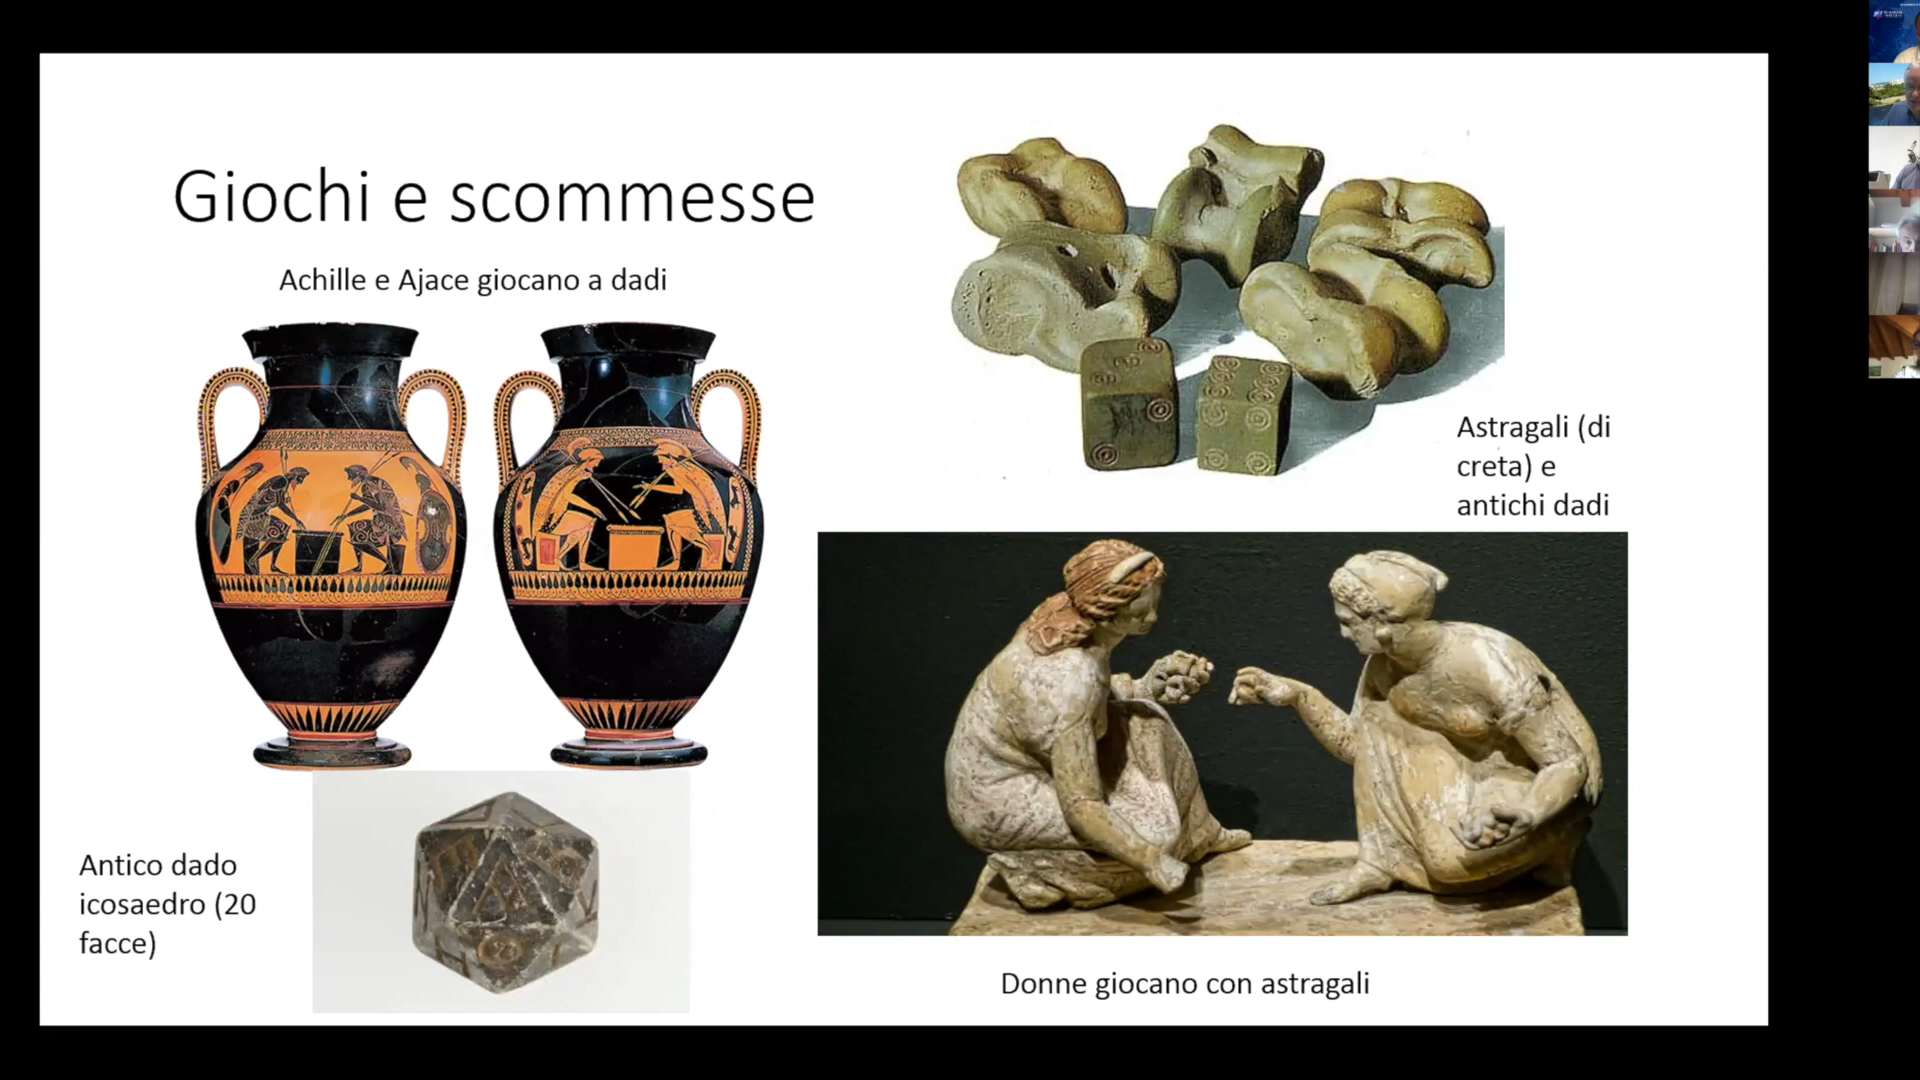 Giochi e scommesse
Achille e Ajace giocano a dadi
Astragali (di
creta) e
antichi dadi
Antico dado
icosaedro (20
facce)
Donne giocano con astragali